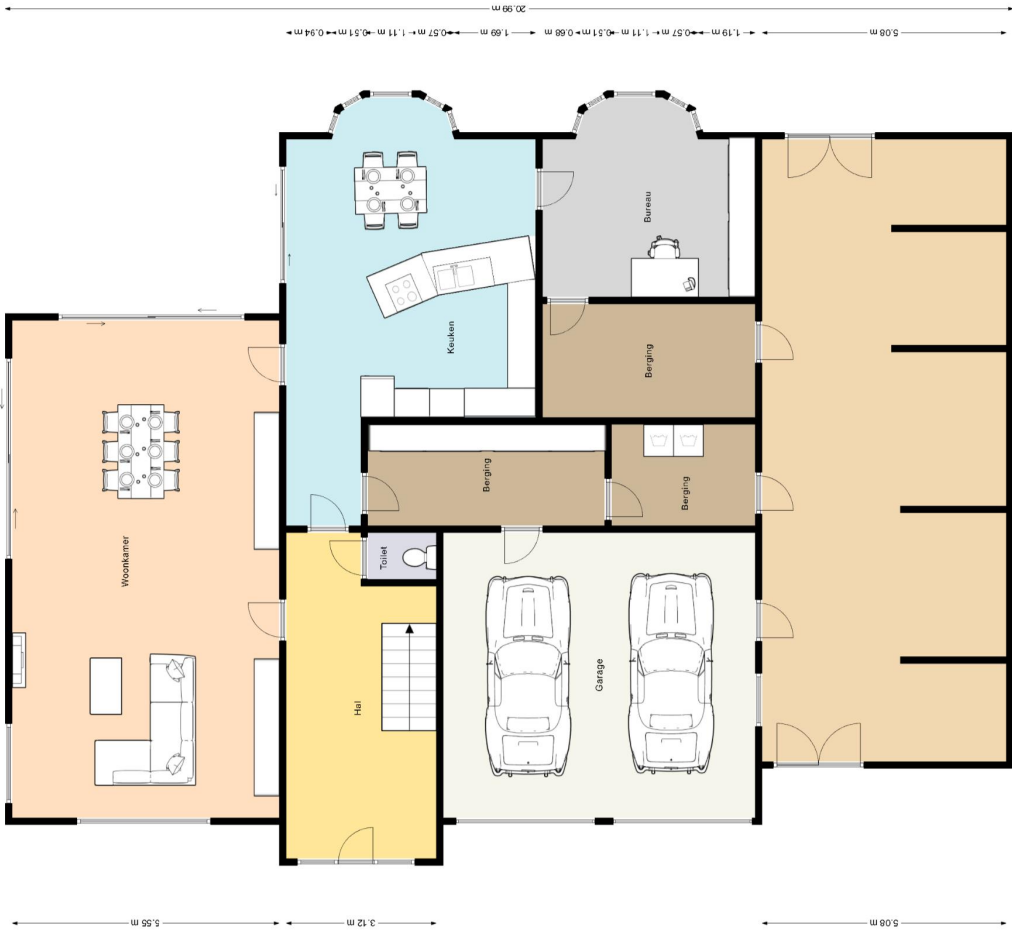 20.99 m
0.94 m
0.51 m
1.11 m
0.57 m
1.69 m
0.68 m
0.51 m
1.11 m
0.57 m
1.19 m
5.08 m
Bureau
Keuken
Berging
Berging
Berging
Woonkamer
Toilet
Garage
Hal
5.55 m
3.12 m
5.08 m